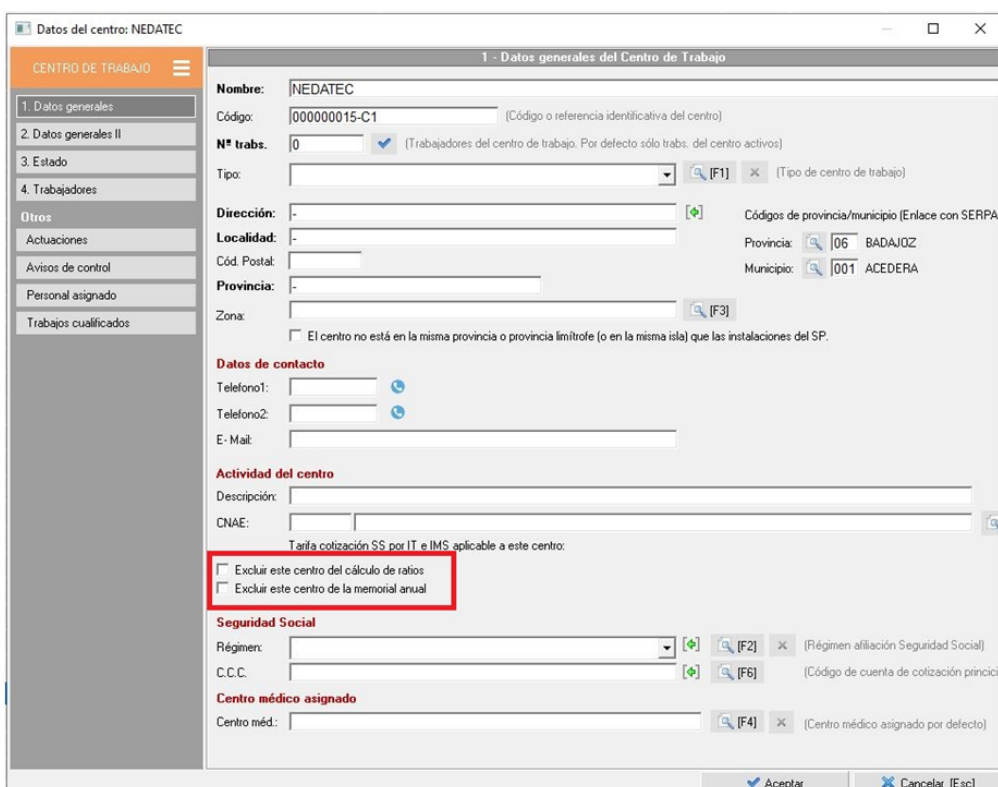 Datos del centro: NEDATEC
CENTRO DE TRABAJO
1. Datos generales
2. Datos generales II
3. Estado
4. Trabajadores
Otros
Actuaciones
Avisos de control
Personal asignado
Trabajos cualificados
1 - Datos generales del Centro de Trabajo
Nombre: NEDATEC
Código: 000000015-C1 (Código o referencia identificativa del centro)
Nª trabs. 0 (Trabajadores del centro de trabajo. Por defecto sólo trabs. del centro activos)
Tipo: [F1] (Tipo de centro de trabajo)
Dirección: - Códigos de provincia/municipio (Enlace con SERPA
Localidad: - Provincia: 06 BADAJOZ
Cód. Postal: Municipio: 001 ACEDERA
Provincia: -
Zona: [F3]
El centro no está en la misma provincia o provincia limítrofe (o en la misma isla) que las instalaciones del SP.
Datos de contacto
Telefono1:
Telefono2:
E- Mail:
Actividad del centro
Descripción:
CNAE:
Tarifa cotización SS por IT e IMS aplicable a este centro:
Excluir este centro del cálculo de ratios
Excluir este centro de la memorial anual
Seguridad Social
Régimen: [F2] (Régimen afiliación Seguridad Social)
C.C.C. [F6] (Código de cuenta de cotización princi
Centro médico asignado
Centro méd.: [F4] (Centro médico asignado por defecto)
Aceptar Cancelar [Esc]